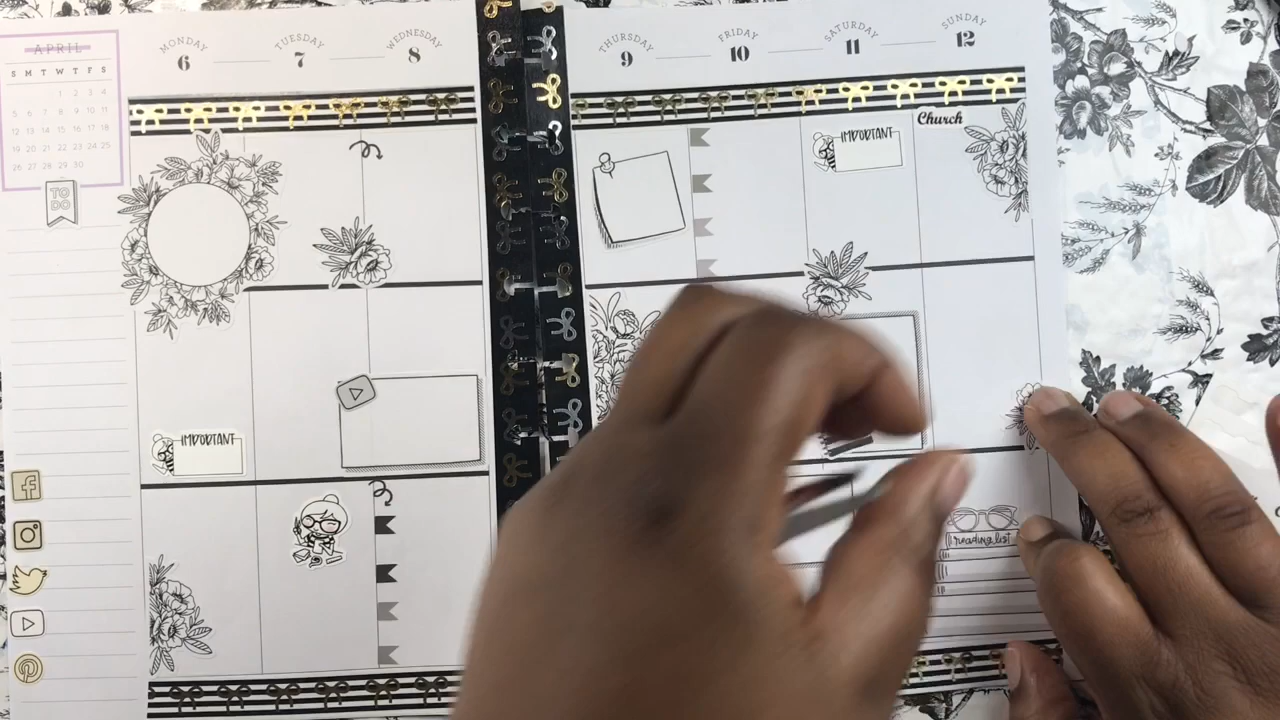 APRIL
S M T W T F S
1 2 3 4
5 6 7 8 9 10 11
12 13 14 15 16 17 18
19 20 21 22 23 24 25
26 27 28 29 30
TO DO
MONDAY
6
TUESDAY
7
WEDNESDAY
8
THURSDAY
9
FRIDAY
10
SATURDAY
11
SUNDAY
12
Church
IMPORTANT
IMPORTANT
reading list